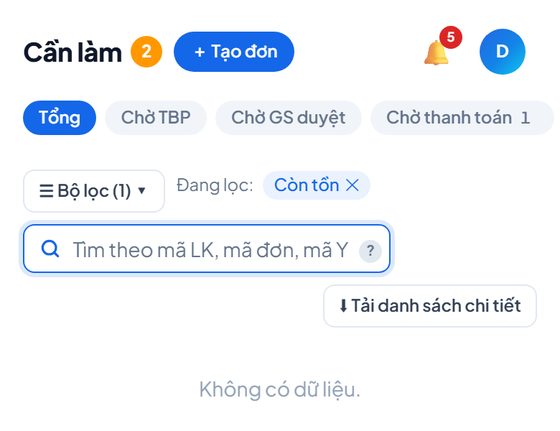 Cần làm 2 + Tạo đơn 5 D
Tổng Chờ TBP Chờ GS duyệt Chờ thanh toán 1
☰ Bộ lọc (1) ▼ Đang lọc: Còn tồn ✕
Tìm theo mã LK, mã đơn, mã Y ?
⬇ Tải danh sách chi tiết
Không có dữ liệu.